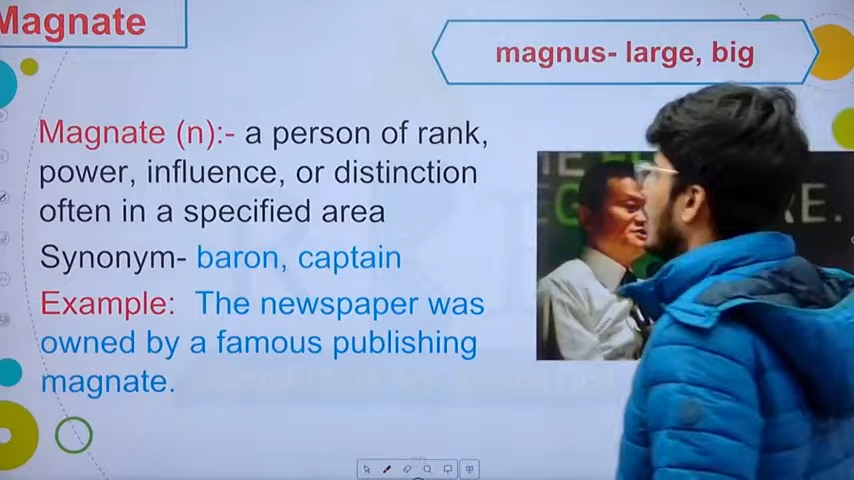 Magnate
magnus- large, big
Magnate (n):- a person of rank,
power, influence, or distinction
often in a specified area
Synonym- baron, captain
Example: The newspaper was
owned by a famous publishing
magnate.
RE.